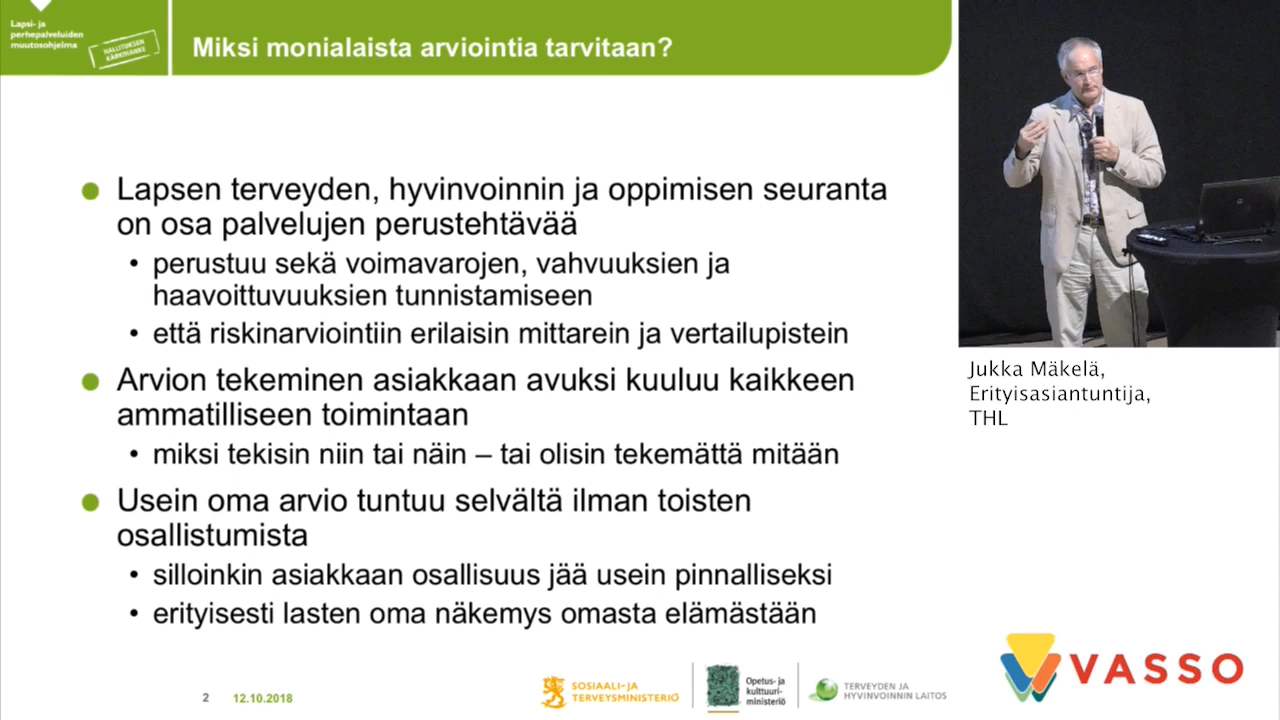 Lapsi- ja
perhepalveluiden
muutosohjelma
HALLITUKSEN
KÄRKIHANKE
Miksi monialaista arviointia tarvitaan?
Lapsen terveyden, hyvinvoinnin ja oppimisen seuranta
on osa palvelujen perustehtävää
perustuu sekä voimavarojen, vahvuuksien ja
haavoittuvuuksien tunnistamiseen
että riskinarviointiin erilaisin mittarein ja vertailupistein
Arvion tekeminen asiakkaan avuksi kuuluu kaikkeen
ammatilliseen toimintaan
miksi tekisin niin tai näin – tai olisin tekemättä mitään
Usein oma arvio tuntuu selvältä ilman toisten
osallistumista
silloinkin asiakkaan osallisuus jää usein pinnalliseksi
erityisesti lasten oma näkemys omasta elämästään
Jukka Mäkelä,
Erityisasiantuntija,
THL
2 12.10.2018
SOSIAALI- JA
TERVEYSMINISTERIÖ
Opetus- ja
kulttuuri-
ministeriö
TERVEYDEN JA
HYVINVOINNIN LAITOS
VASSO